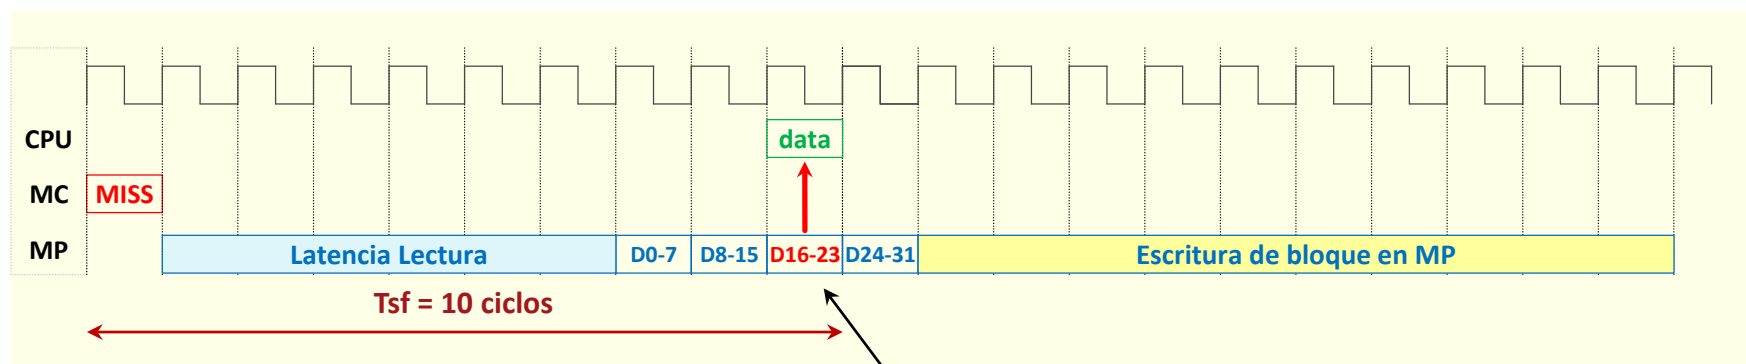 CPU data
MC MISS
MP Latencia Lectura D0-7 D8-15 D16-23 D24-31 Escritura de bloque en MP
Tsf = 10 ciclos